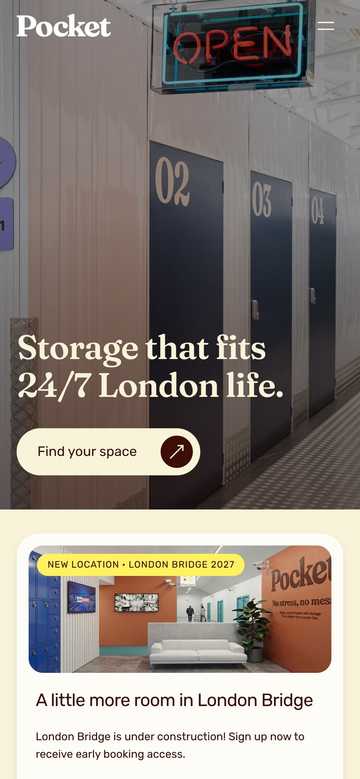 Pocket
OPEN
02
03
04
1
Storage that fits
24/7 London life.
Find your space
NEW LOCATION • LONDON BRIDGE 2027
Pocket
No stress, no mess
A little more room in London Bridge
London Bridge is under construction! Sign up now to
receive early booking access.